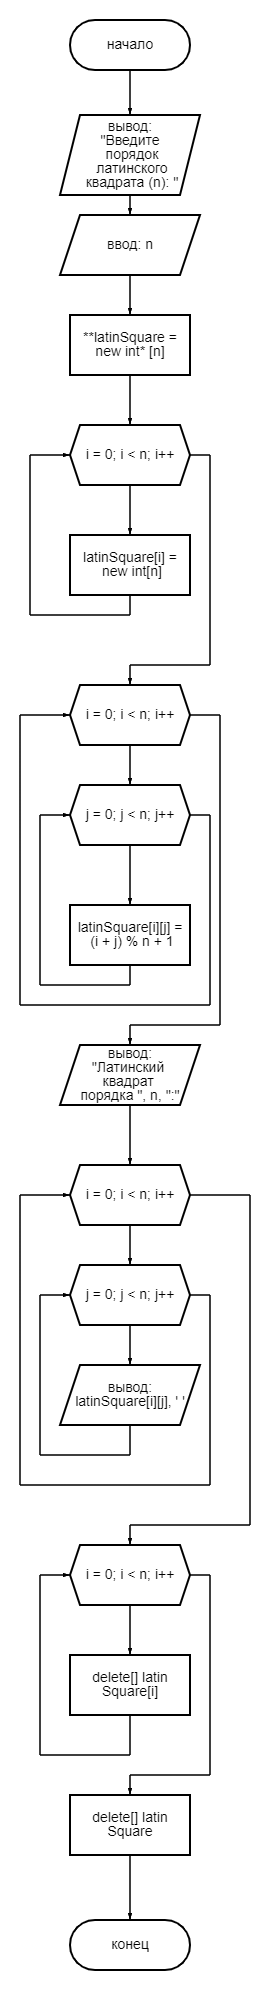 начало
вывод:
"Введите
порядок
латинского
квадрата (n): "
ввод: n
**latinSquare =
new int* [n]
i = 0; i < n; i++
latinSquare[i] =
new int[n]
i = 0; i < n; i++
j = 0; j < n; j++
latinSquare[i][j] =
(i + j) % n + 1
вывод:
"Латинский
квадрат
порядка ", n, ":"
i = 0; i < n; i++
j = 0; j < n; j++
вывод:
latinSquare[i][j], ' '
i = 0; i < n; i++
delete[] latin
Square[i]
delete[] latin
Square
конец